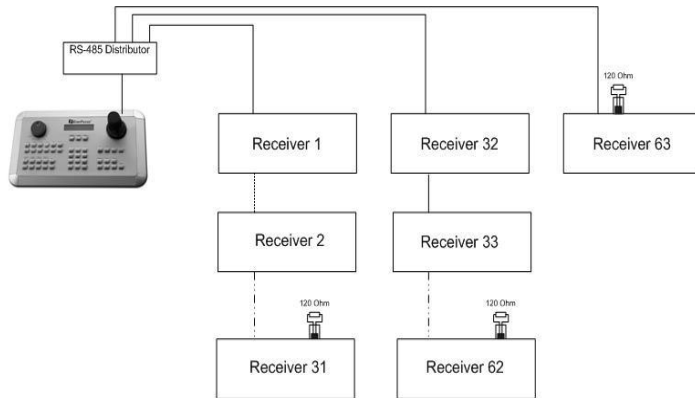 RS-485 Distributor
120 Ohm
Receiver 1
Receiver 32
Receiver 63
Receiver 2
Receiver 33
120 Ohm
120 Ohm
Receiver 31
Receiver 62